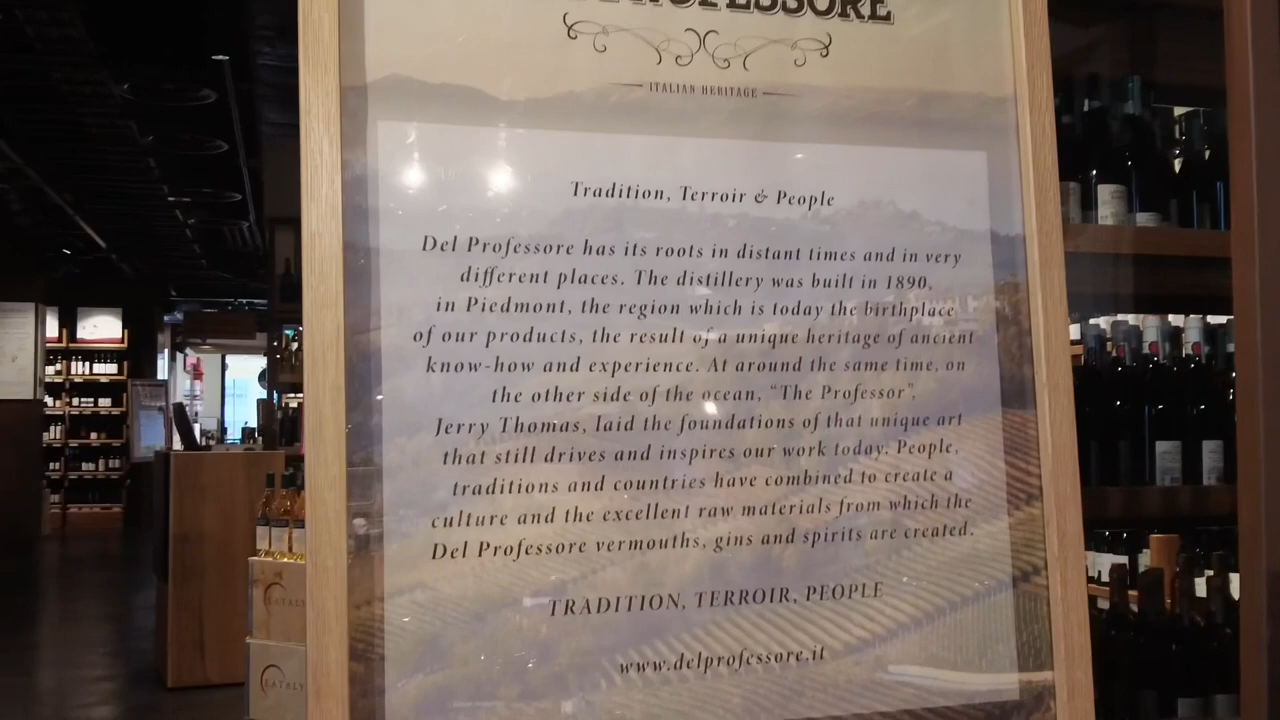 PROFESSORE
ITALIAN HERITAGE
Tradition, Terroir & People
Del Professore has its roots in distant times and in very
different places. The distillery was built in 1890,
in Piedmont, the region which is today the birthplace
of our products, the result of a unique heritage of ancient
know-how and experience. At around the same time, on
the other side of the ocean, “The Professor”,
Jerry Thomas, laid the foundations of that unique art
that still drives and inspires our work today. People,
traditions and countries have combined to create a
culture and the excellent raw materials from which the
Del Professore vermouths, gins and spirits are created.
TRADITION, TERROIR, PEOPLE
www.delprofessore.it
EATALY
EATALY